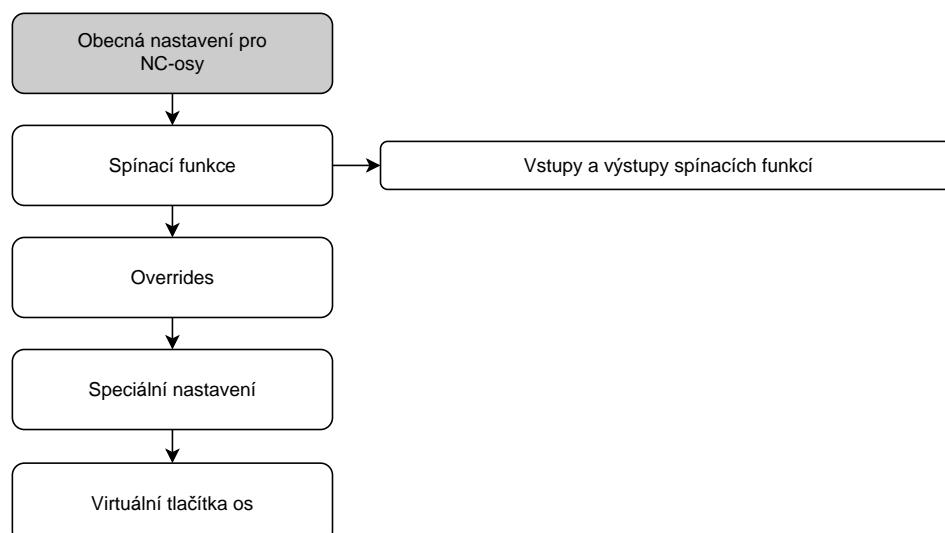 Obecná nastavení pro
NC-osy
Spínací funkce
Vstupy a výstupy spínacích funkcí
Overrides
Speciální nastavení
Virtuální tlačítka os